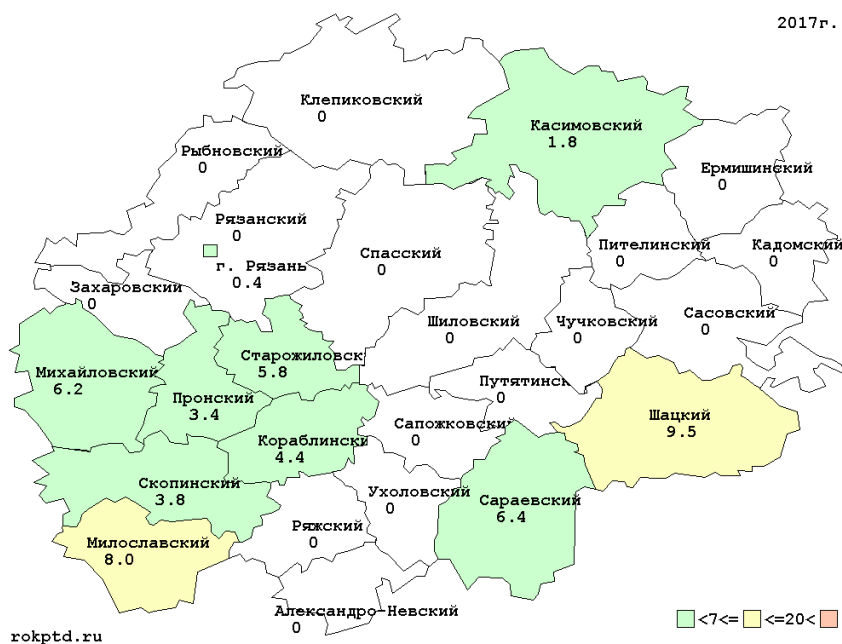 2017г.
Клепиковский
0
Касимовский
1.8
Рыбновский
0
Ермишинский
0
Рязанский
0
г. Рязань
0.4
Спасский
0
Пителинский
0
Кадомский
0
Захаровский
0
Шиловский
0
Чучковский
0
Сасовский
0
Старожиловск
5.8
Михайловский
6.2
Пронский
3.4
Путятинск
0
Шацкий
9.5
Сапожковский
0
Кораблинск
4.4
Скопинский
3.8
Ухоловский
0
Сараевский
6.4
Милославский
8.0
Ряжский
0
Александро-Невский
0
<7<= <=20<
rokptd.ru